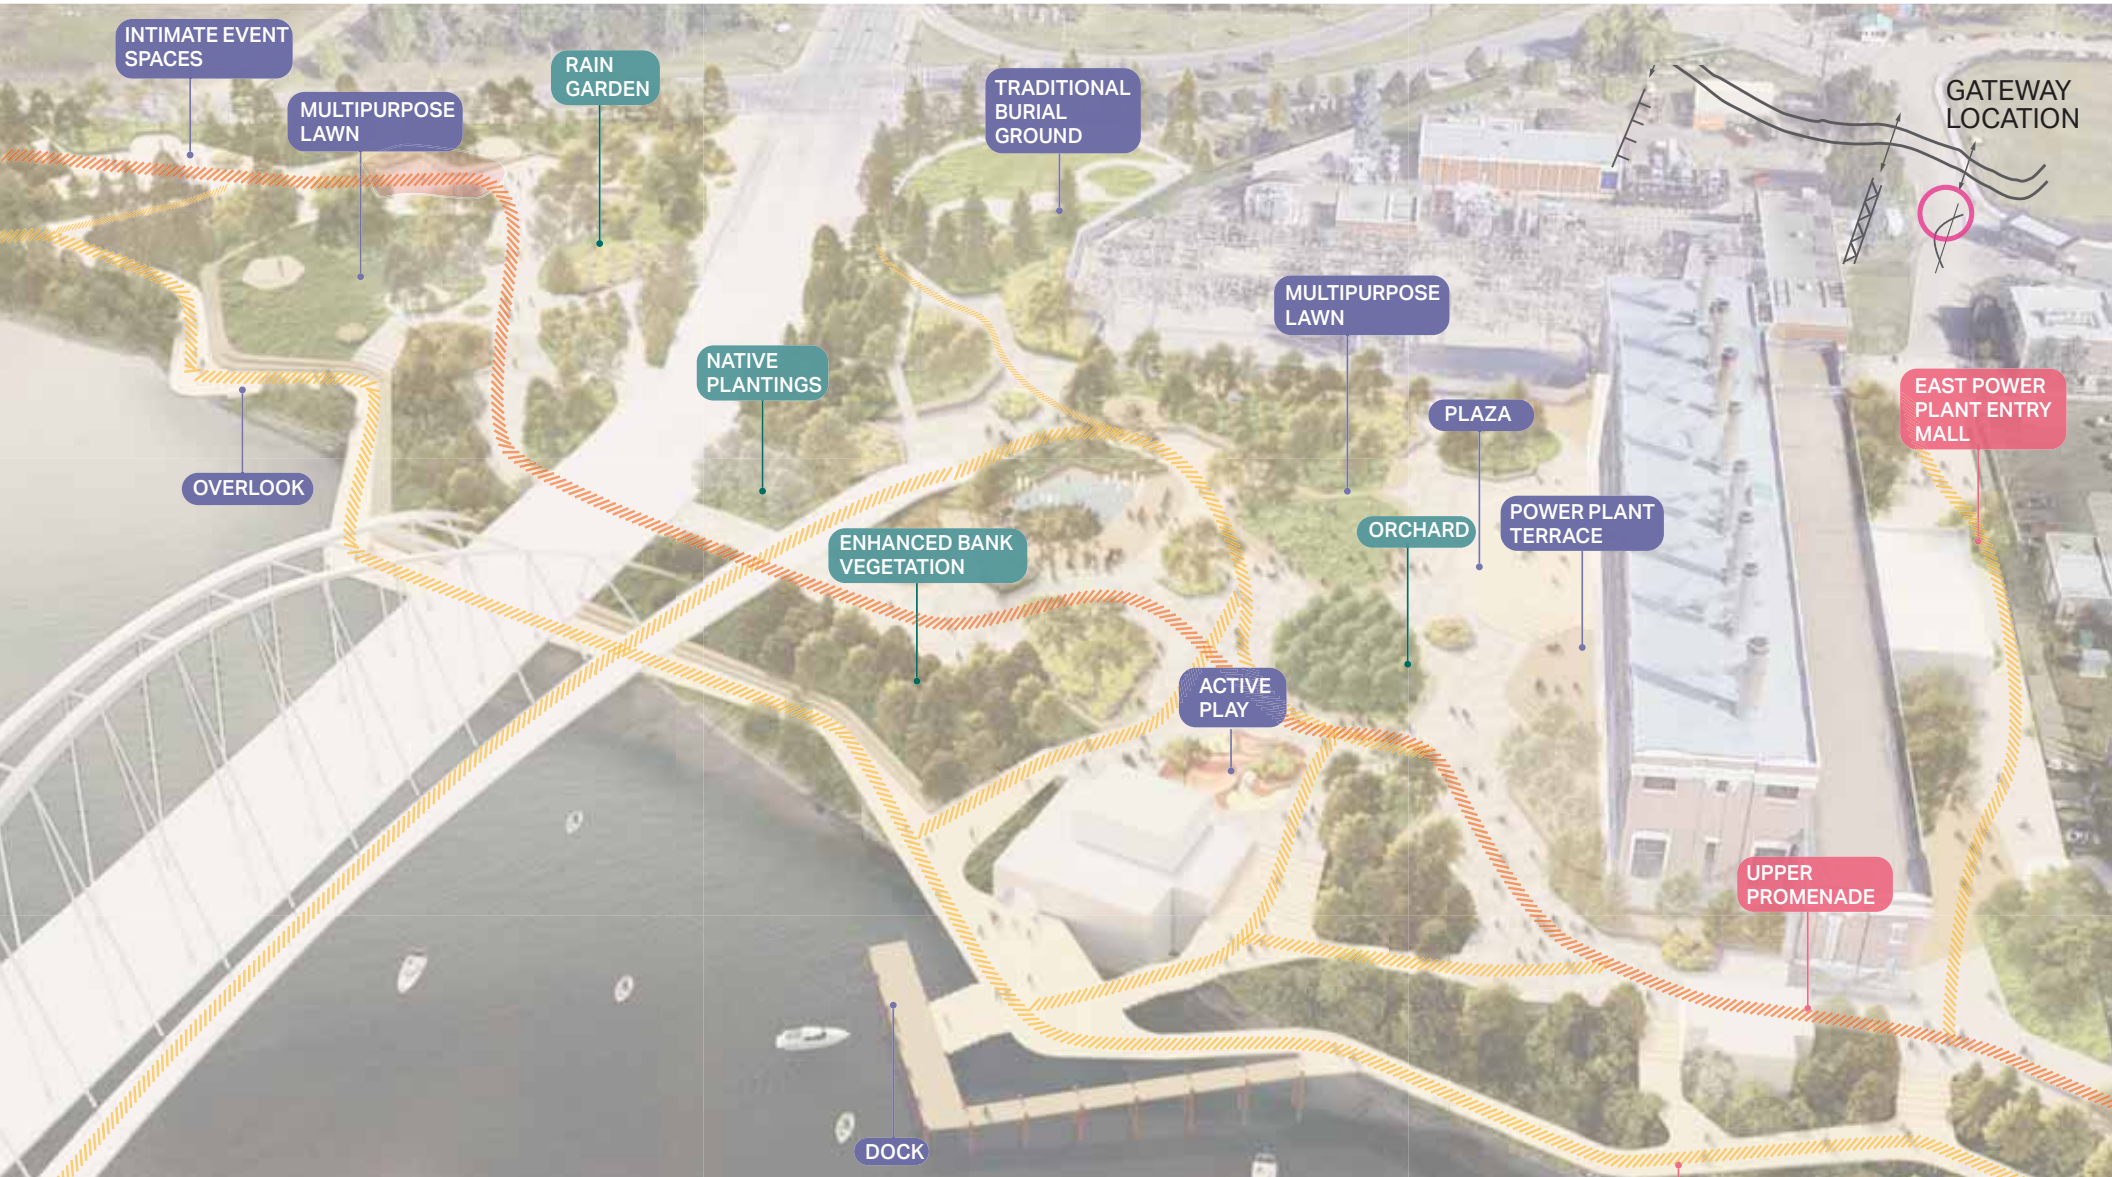 INTIMATE EVENT
SPACES
MULTIPURPOSE
LAWN
RAIN
GARDEN
TRADITIONAL
BURIAL
GROUND
GATEWAY
LOCATION
MULTIPURPOSE
LAWN
NATIVE
PLANTINGS
EAST POWER
PLANT ENTRY
MALL
PLAZA
OVERLOOK
POWER PLANT
TERRACE
ORCHARD
ENHANCED BANK
VEGETATION
ACTIVE
PLAY
UPPER
PROMENADE
DOCK